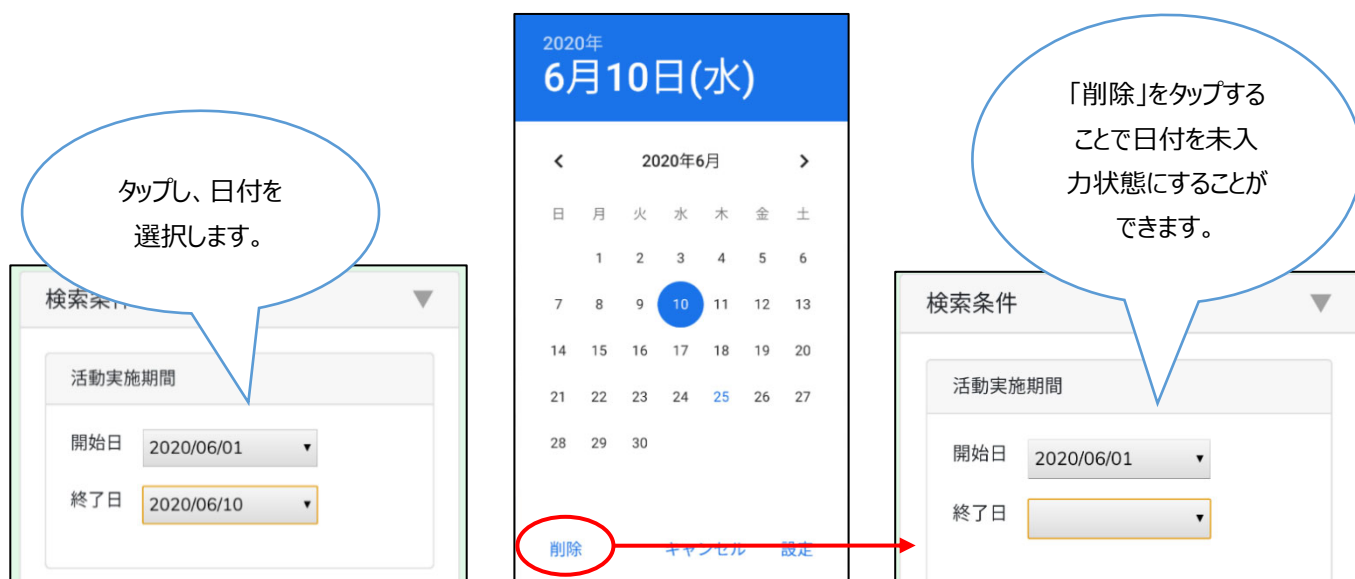 タップし、日付を
選択します。
検索条件
▼
活動実施期間
開始日 2020/06/01 ▼
終了日 2020/06/10 ▼
2020年
6月10日(水)
< 2020年6月 >
日 月 火 水 木 金 土
1 2 3 4 5 6
7 8 9 10 11 12 13
14 15 16 17 18 19 20
21 22 23 24 25 26 27
28 29 30
削除 キャンセル 設定
「削除」をタップする
ことで日付を未入
力状態にすることが
できます。
検索条件 ▼
活動実施期間
開始日 2020/06/01 ▼
終了日 ▼